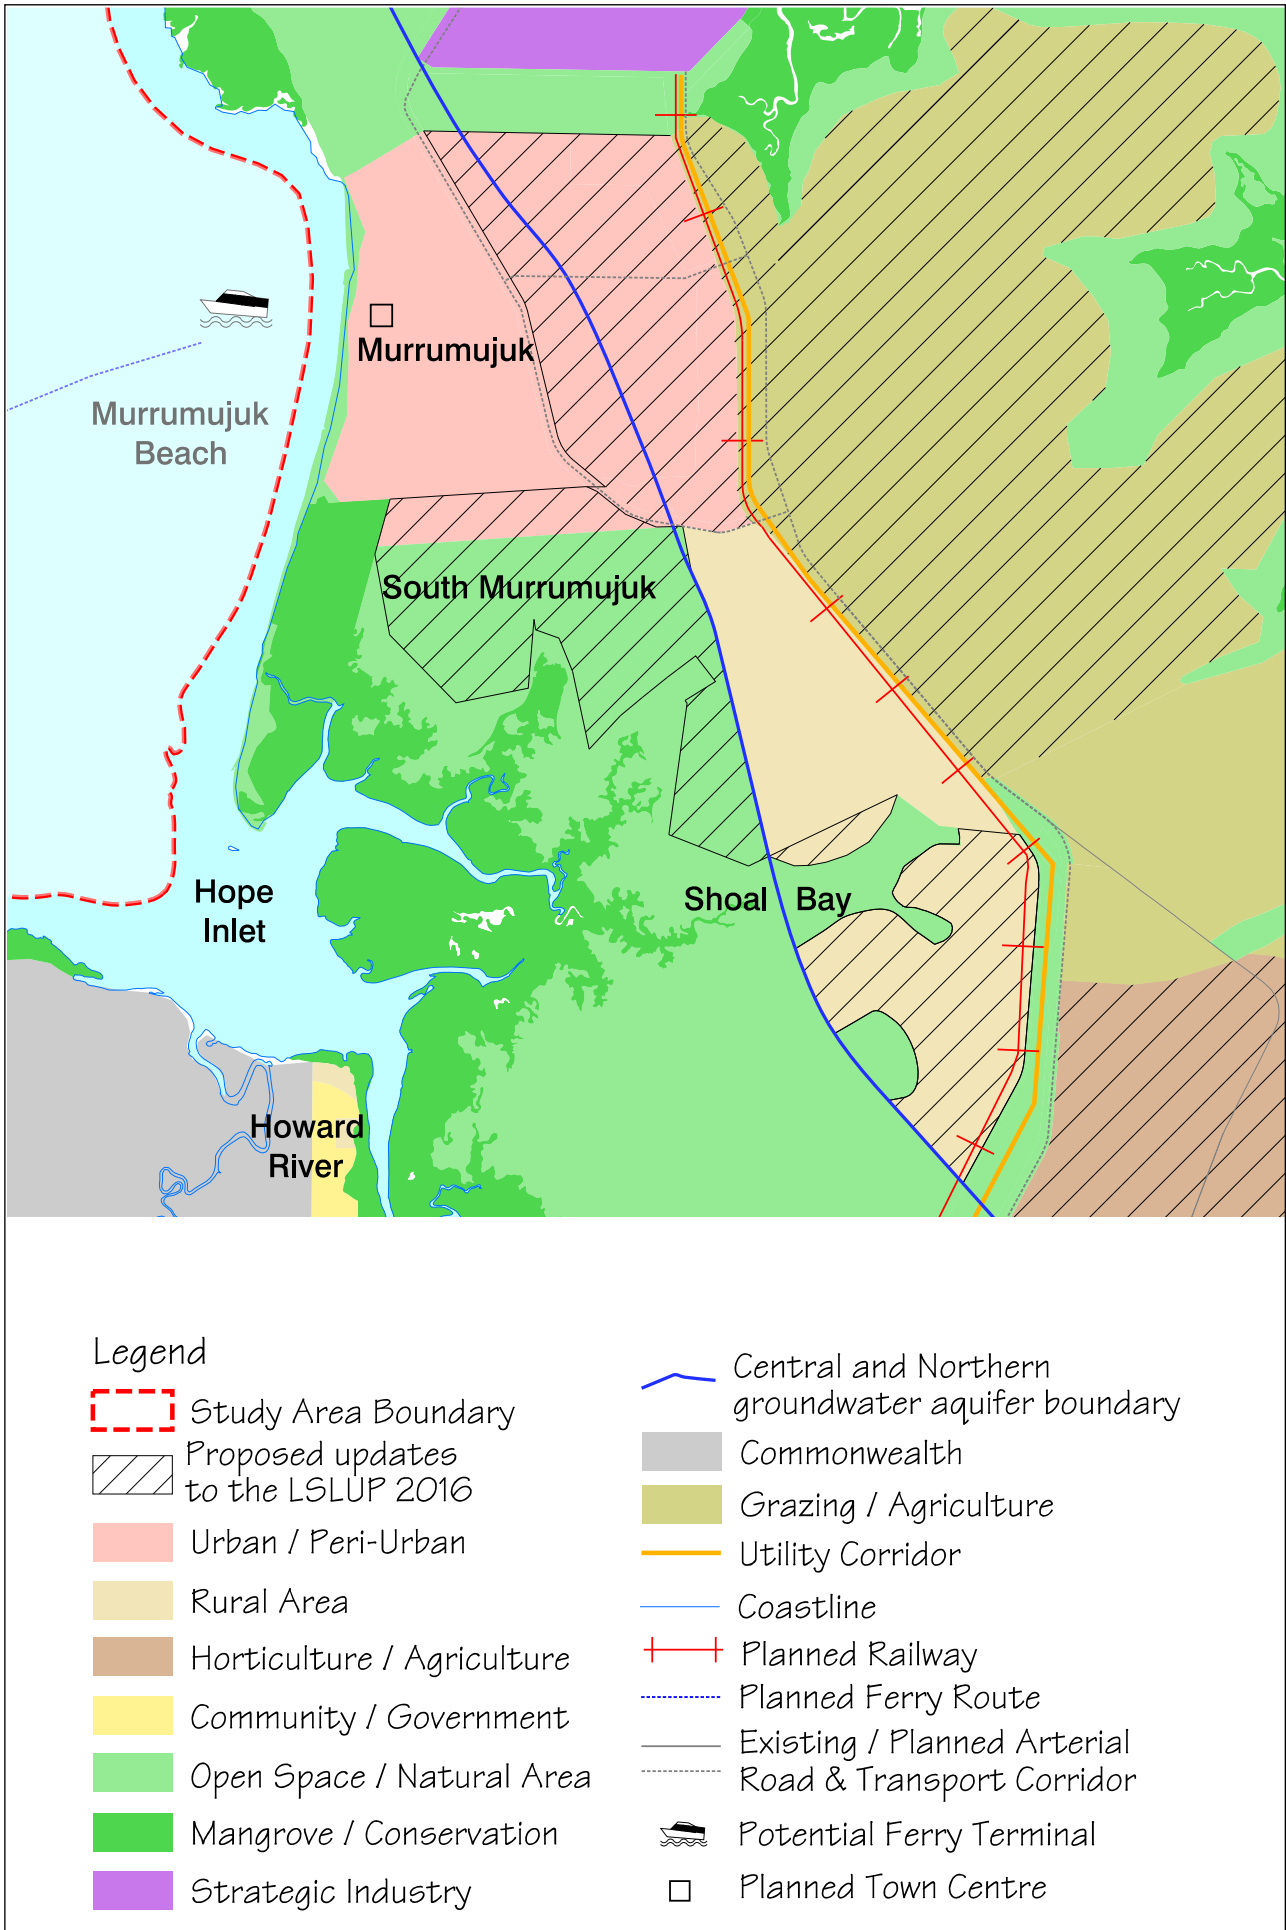 Murrumujuk
Murrumujuk
Beach
South Murrumujuk
Shoal Bay
Hope
Inlet
Howard
River
Legend
Study Area Boundary
Proposed updates
to the LSLUP 2016
Urban / Peri-Urban
Rural Area
Horticulture / Agriculture
Community / Government
Open Space / Natural Area
Mangrove / Conservation
Strategic Industry
Central and Northern
groundwater aquifer boundary
Commonwealth
Grazing / Agriculture
Utility Corridor
Coastline
Planned Railway
Planned Ferry Route
Existing / Planned Arterial
Road & Transport Corridor
Potential Ferry Terminal
Planned Town Centre